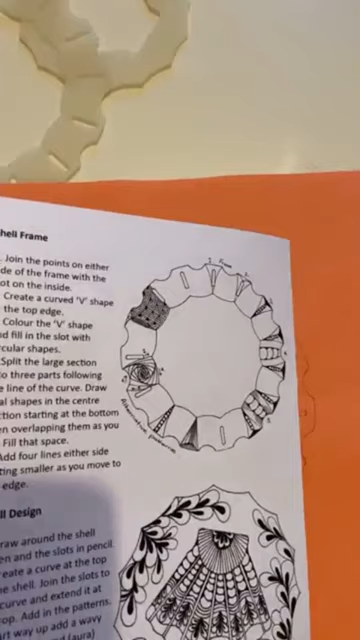 hell Frame
. Join the points on either
de of the frame with the
ot on the inside.
Create a curved 'V' shape
the top edge.
Colour the 'V' shape
d fill in the slot with
rcular shapes.
Split the large section
to three parts following
e line of the curve. Draw
al shapes in the centre
ction starting at the bottom
en overlapping them as you
Fill that space.
Add four lines either side
ting smaller as you move to
edge.
ll Design
raw around the shell
en and the slots in pencil.
eate a curve at the top
he shell. Join the slots to
curve and extend it at
op. Add in the patterns.
rt way up add a wavy
(aura)